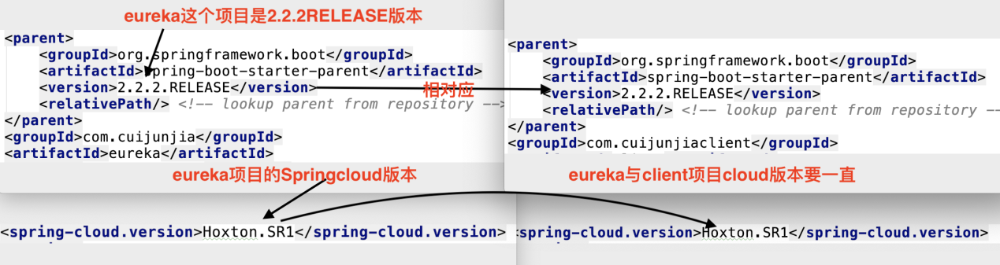 eureka这个项目是2.2.2RELEASE版本
<parent>
<groupId>org.springframework.boot</groupId>
<artifactId>spring-boot-starter-parent</artifactId>
<version>2.2.2.RELEASE</version>
<relativePath/> <!-- lookup parent from repository -->
</parent>
<groupId>com.cuijunjia</groupId>
<artifactId>eureka</artifactId>
相对应
<parent>
<groupId>org.springframework.boot</groupId>
<artifactId>spring-boot-starter-parent</artifactId>
<version>2.2.2.RELEASE</version>
<relativePath/> <!-- lookup parent from repository --
</parent>
<groupId>com.cuijunjiaclient</groupId>
eureka项目的Springcloud版本
eureka与client项目cloud版本要一直
<spring-cloud.version>Hoxton.SR1</spring-cloud.version>
<spring-cloud.version>Hoxton.SR1</spring-cloud.version>